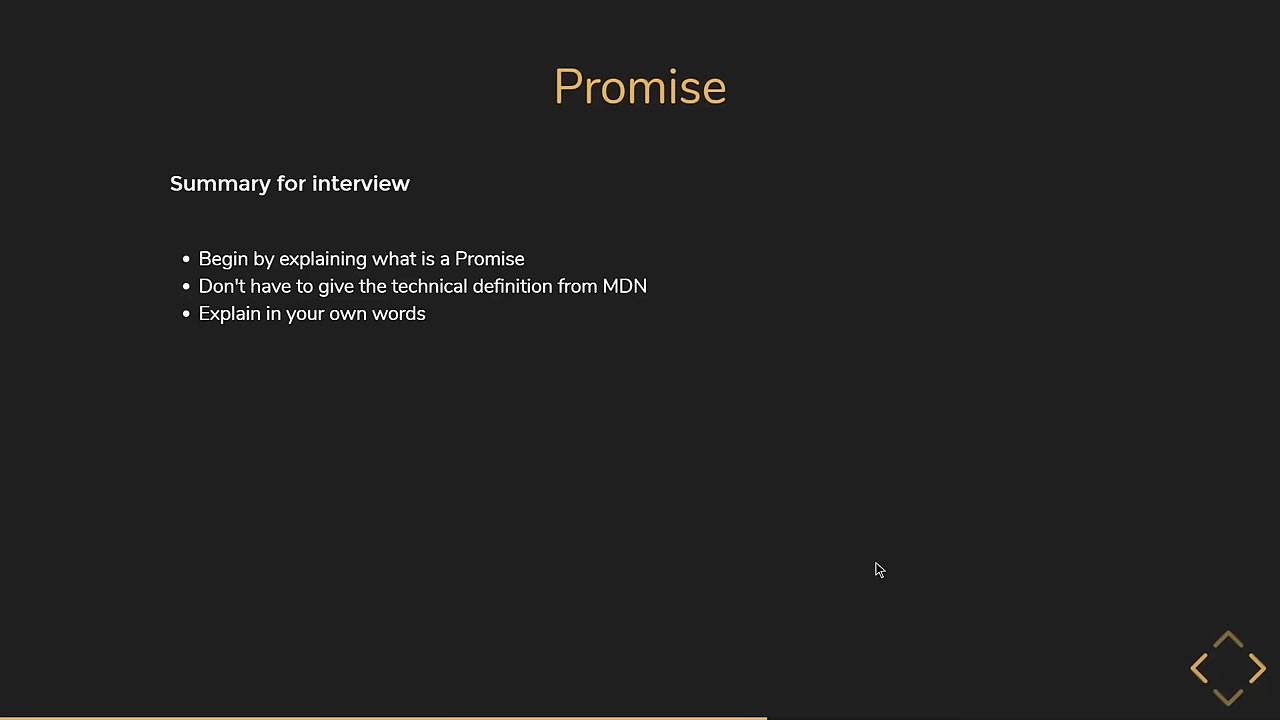 Promise
Summary for interview
• Begin by explaining what is a Promise
• Don't have to give the technical definition from MDN
• Explain in your own words